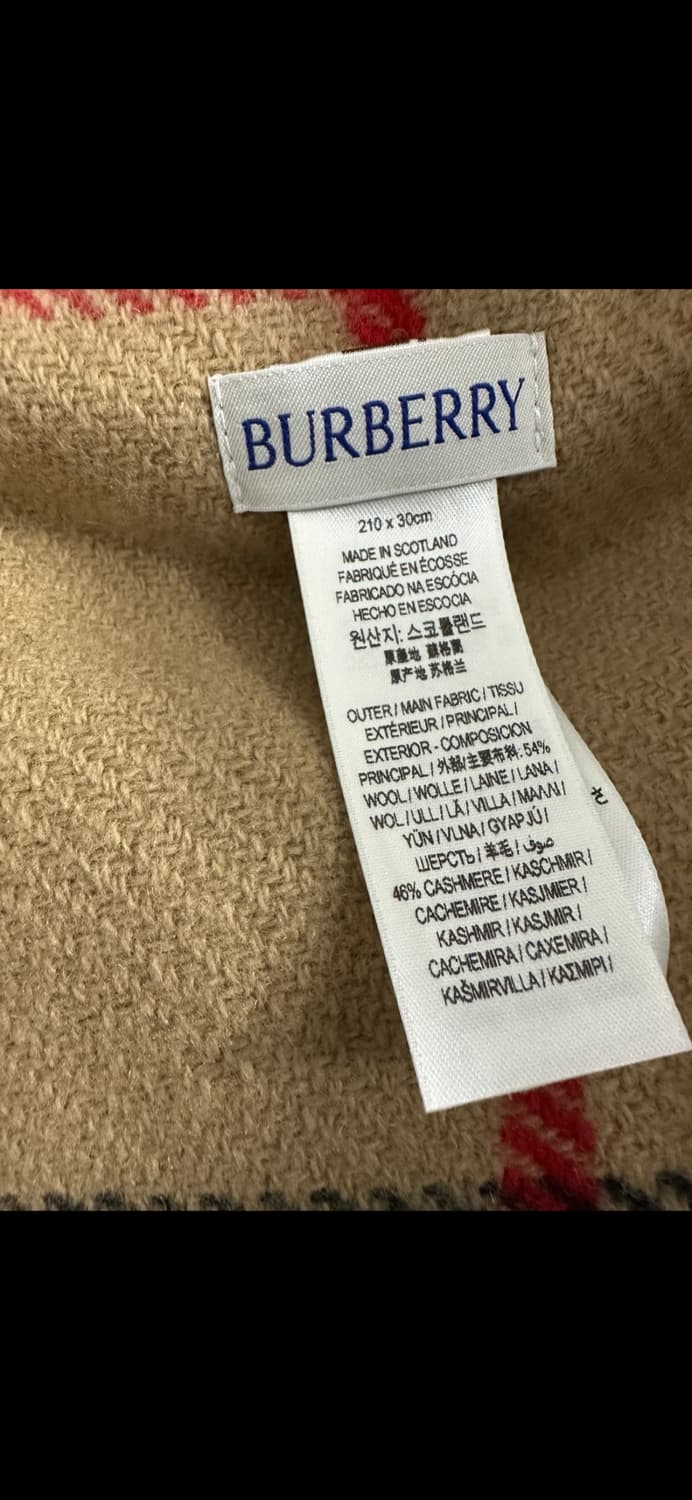 BURBERRY
210 x 30cm
MADE IN SCOTLAND
FABRIQUÉ EN ÉCOSSE
FABRICADO NA ESCÓCIA
HECHO EN ESCOCIA
원산지: 스코틀랜드
原產地 蘇格蘭
原产地 苏格兰
OUTER / MAIN FABRIC / TISSU
EXTÉRIEUR / PRINCIPAL /
EXTERIOR - COMPOSICION
PRINCIPAL / 外部/主要布料: 54%
WOOL / WOLLE / LAINE / LANA /
WOL / ULL / LÃ / VILLA / ΜΑΛΛΙ /
YÜN / VLNA / GYAPJÚ /
ШЕРСТЬ / 羊毛 / صوف /
46% CASHMERE / KASCHMIR /
CACHEMIRE / KASJMIER /
KASHMIR / KASJMIR /
CACHEMIRA / CAXEMIRA /
KAŠMIRVILLA / ΚΑΣΜΙΡΙ /
さ